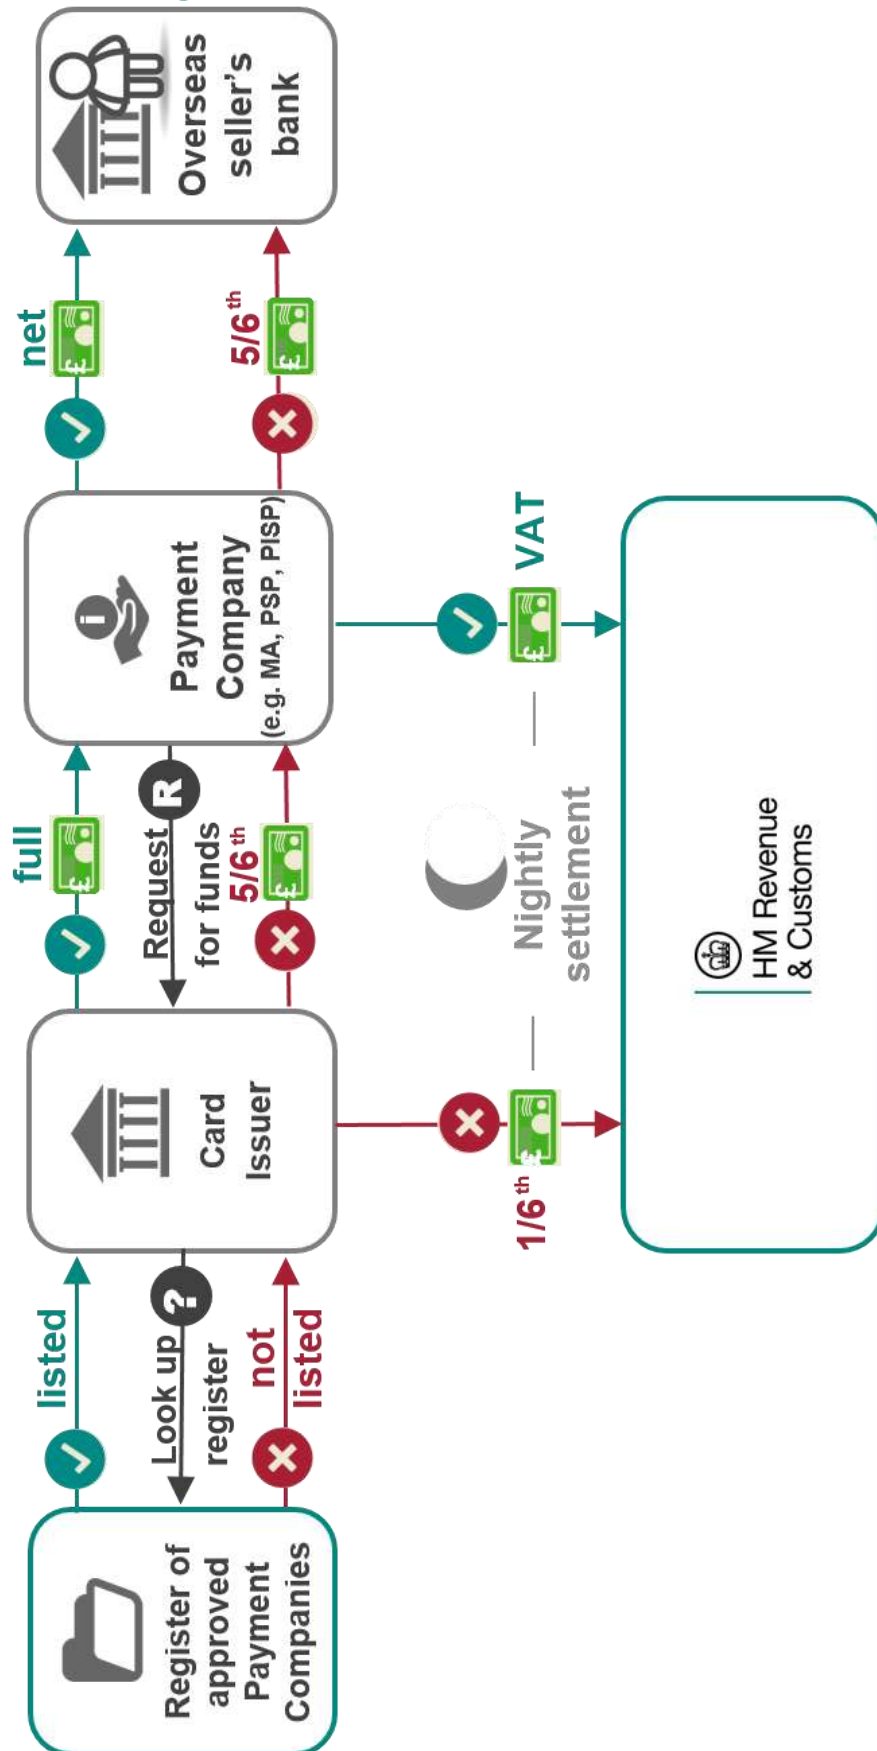 Register of
approved
Payment
Companies
listed
?
Look up
register
not
listed
Card
Issuer
full
£
R
Request
for funds
5/6th
£
i
Payment
Company
(e.g. MA, PSP, PISP)
net
£
5/6th
£
Overseas
seller's
bank
1/6th
£
Nightly
settlement
£
VAT
HM Revenue
& Customs